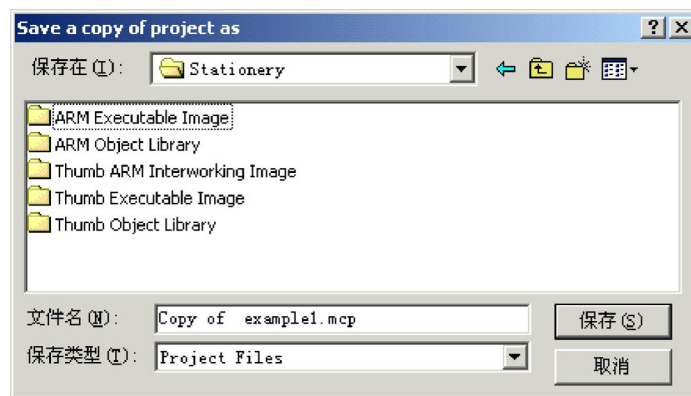 Save a copy of project as
保存在(I): Stationery
ARM Executable Image
ARM Object Library
Thumb ARM Interworking Image
Thumb Executable Image
Thumb Object Library
文件名(N): Copy of  example1.mcp 保存(S)
保存类型(T): Project Files 取消